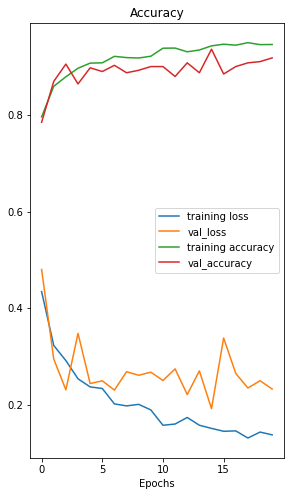 Accuracy
0.8
0.6
0.4
0.2
training loss
val_loss
training accuracy
val_accuracy
0 5 10 15
Epochs